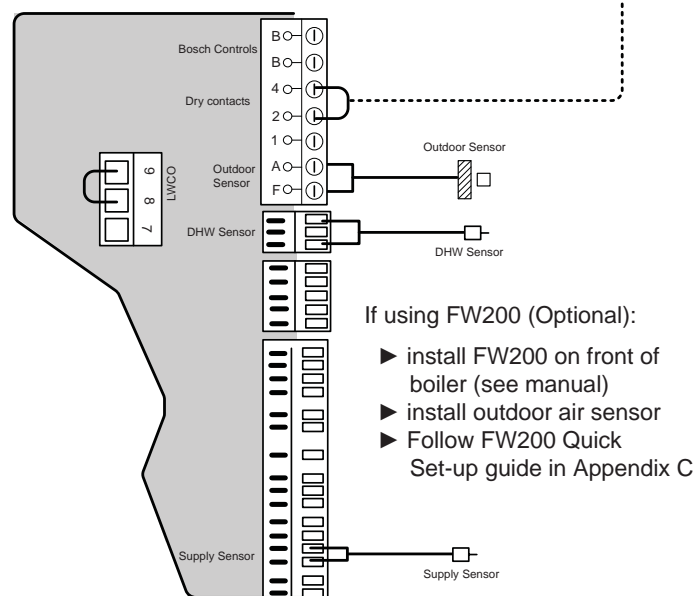 Bosch Controls
B
B
Dry contacts
4
2
1
Outdoor
Sensor
A
F
LWCO
9
8
7
DHW Sensor
Outdoor Sensor
DHW Sensor
If using FW200 (Optional):
► install FW200 on front of
boiler (see manual)
► install outdoor air sensor
► Follow FW200 Quick
Set-up guide in Appendix C
Supply Sensor
Supply Sensor